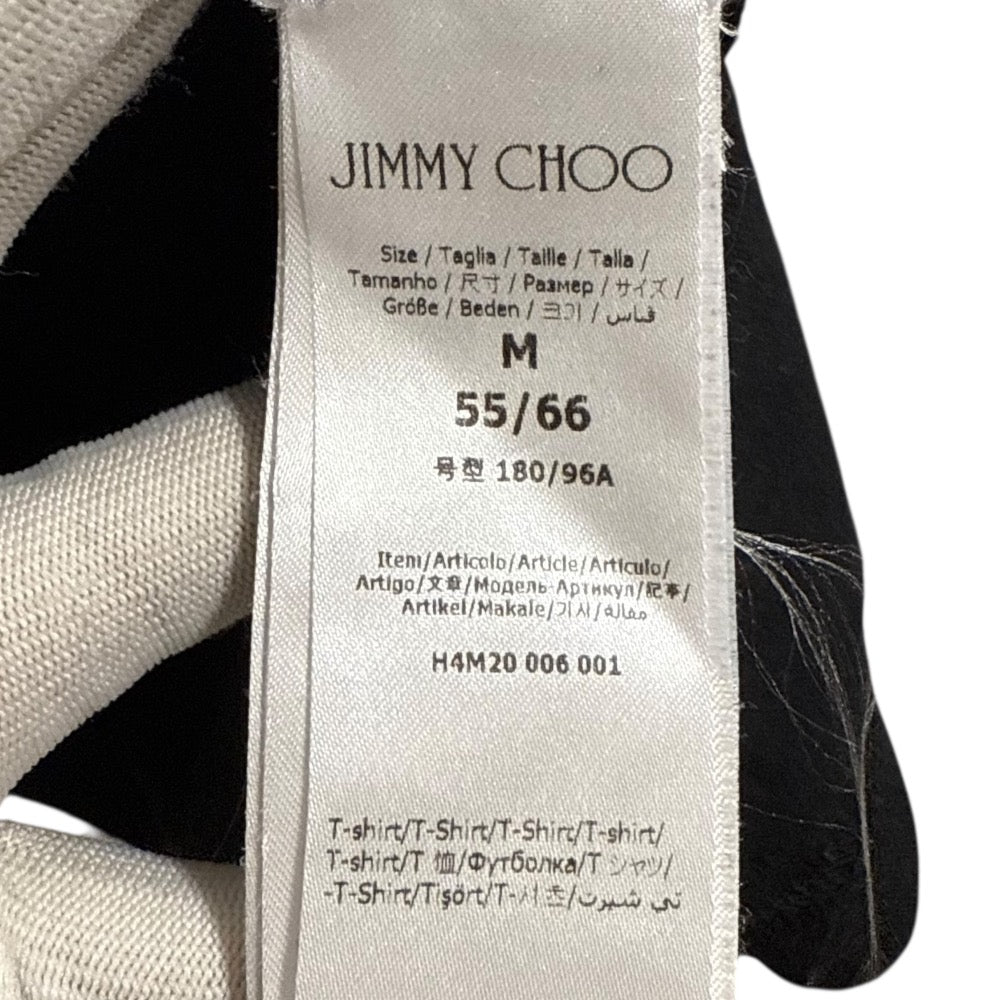 JIMMY CHOO
Size / Taglia / Taille / Talla /
Tamanho / 尺寸 / Размер / サイズ /
Größe / Beden / 크기 / قياس
M
55/66
号型 180/96A
Item/Articolo/Article/Artículo/
Artigo/文章/Модель-Артикул/記事/
Artikel/Makale/기사/مقالة
H4M20 006 001
T-shirt/T-Shirt/T-Shirt/T-shirt/
T-shirt/T 恤/Футболка/T シャツ/
-T-Shirt/Tişört/T-셔츠/تي شيرت